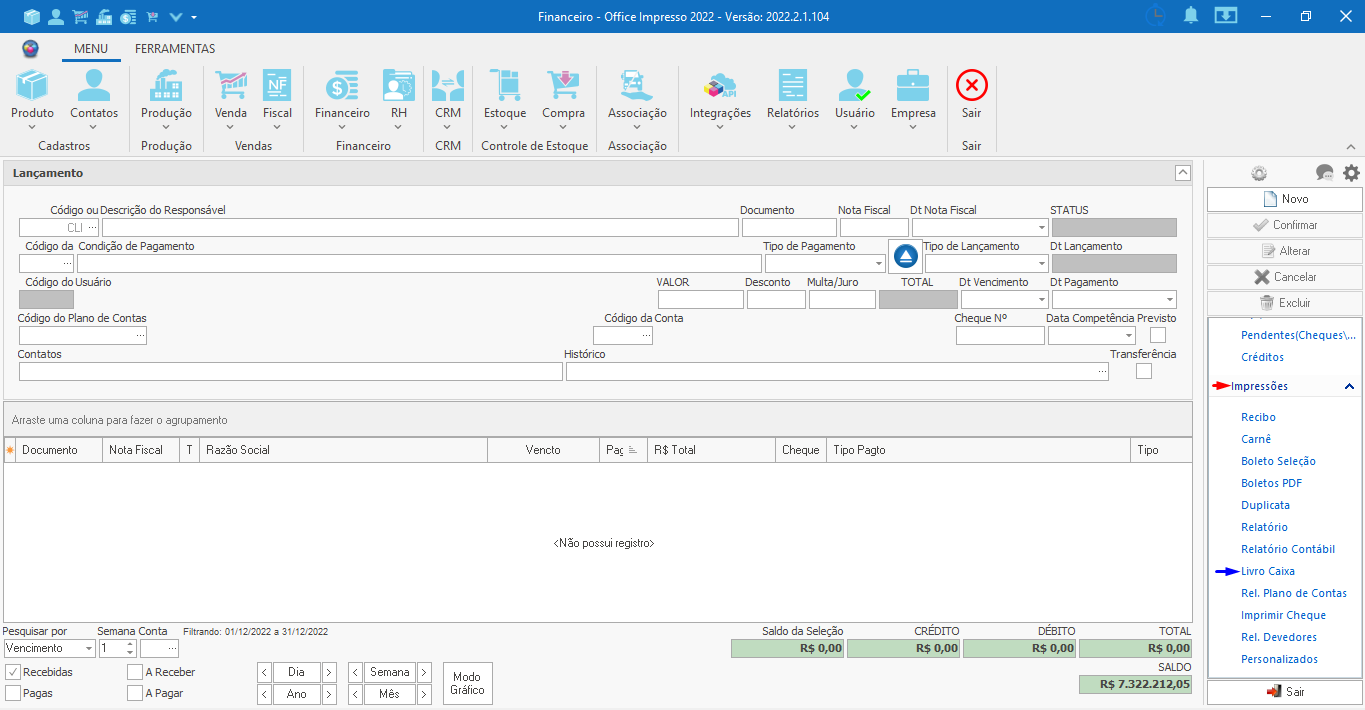 Financeiro - Office Impresso 2022 - Versão: 2022.2.1.104
MENU FERRAMENTAS
NF
API
Produto Contatos Produção Venda Fiscal Financeiro RH CRM Estoque Compra Associação Integrações Relatórios Usuário Empresa Sair
Cadastros Produção Vendas Financeiro CRM Controle de Estoque Associação Sair
Lançamento
Código ou Descrição do Responsável Documento Nota Fiscal Dt Nota Fiscal STATUS
CLI ...
Código da Condição de Pagamento Tipo de Pagamento Tipo de Lançamento Dt Lançamento
...
Código do Usuário VALOR Desconto Multa/Juro TOTAL Dt Vencimento Dt Pagamento
Código do Plano de Contas Código da Conta Cheque Nº Data Competência Previsto
... ...
Contatos Histórico Transferência
...
Arraste uma coluna para fazer o agrupamento
Documento Nota Fiscal T Razão Social Vencto Pag R$ Total Cheque Tipo Pagto Tipo
<Não possui registro>
Pesquisar por Semana Conta Filtrando: 01/12/2022 a 31/12/2022
Vencimento 1 ...
Recebidas A Receber
Pagas A Pagar
< Dia > < Semana >
< Ano > < Mês >
Modo
Gráfico
Saldo da Seleção CRÉDITO DÉBITO TOTAL
R$ 0,00 R$ 0,00 R$ 0,00 R$ 0,00
SALDO
R$ 7.322.212,05
Novo
Confirmar
Alterar
Cancelar
Excluir
Pendentes(Cheques\...
Créditos
Impressões
Recibo
Carnê
Boleto Seleção
Boletos PDF
Duplicata
Relatório
Relatório Contábil
Livro Caixa
Rel. Plano de Contas
Imprimir Cheque
Rel. Devedores
Personalizados
Sair